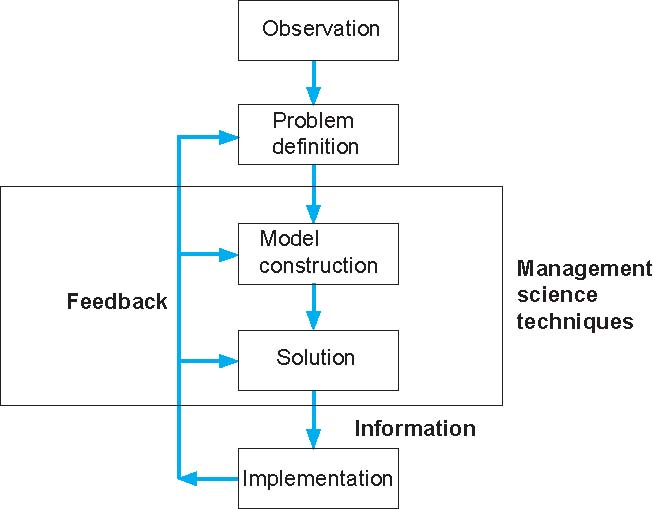 Observation
Problem
definition
Model
construction
Management
science
techniques
Feedback
Solution
Information
Implementation